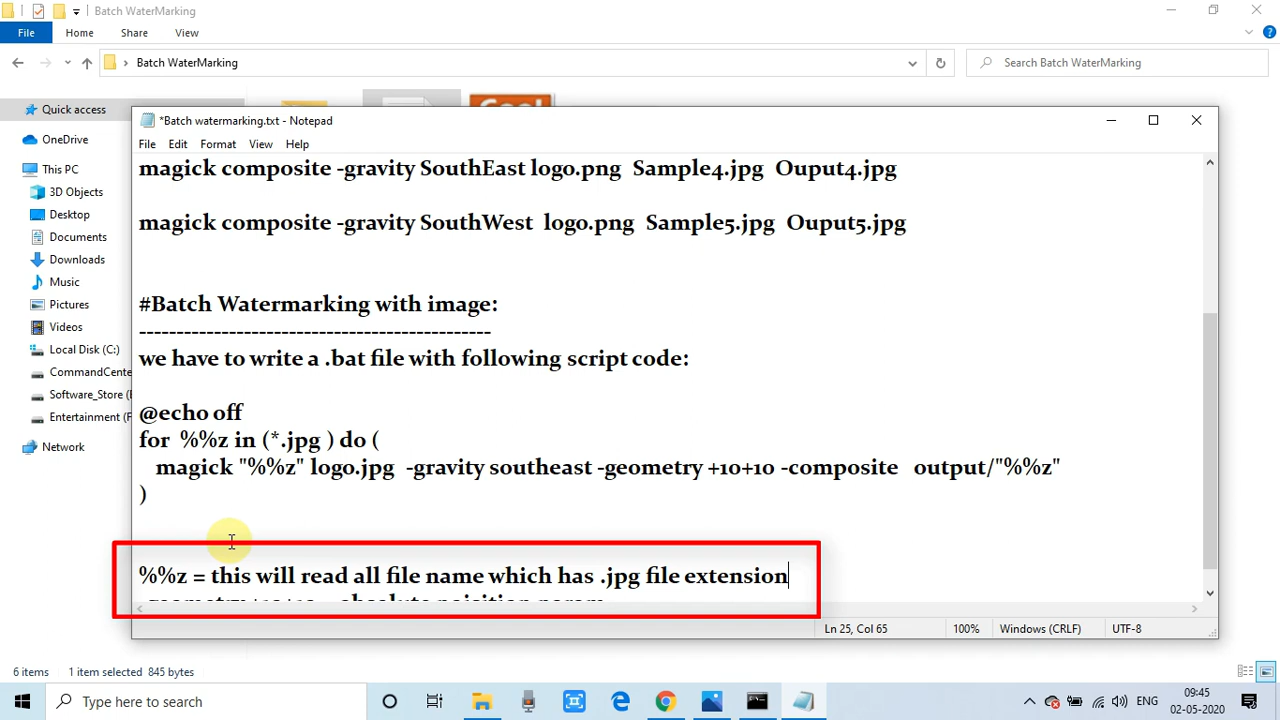 Batch WaterMarking
File Home Share View
Batch WaterMarking
Search Batch WaterMarking
Quick access
OneDrive
This PC
3D Objects
Desktop
Documents
Downloads
Music
Pictures
Videos
Local Disk (C:)
CommandCente
Software_Store (
Entertainment (F
Network
*Batch watermarking.txt - Notepad
File Edit Format View Help
magick composite -gravity SouthEast logo.png Sample4.jpg Ouput4.jpg
magick composite -gravity SouthWest logo.png Sample5.jpg Ouput5.jpg
#Batch Watermarking with image:
-----------------------------------------------
we have to write a .bat file with following script code:
@echo off
for %%z in (*.jpg ) do (
magick "%%z" logo.jpg -gravity southeast -geometry +10+10 -composite output/"%%z"
)
%%z = this will read all file name which has .jpg file extension
Ln 25, Col 65 100% Windows (CRLF) UTF-8
6 items 1 item selected 845 bytes
Type here to search
ENG
09:45
02-05-2020